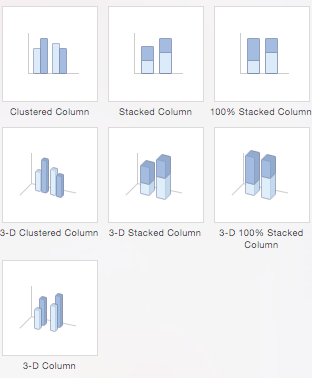 Clustered Column
Stacked Column
100% Stacked Column
3-D Clustered Column
3-D Stacked Column
3-D 100% Stacked
Column
3-D Column